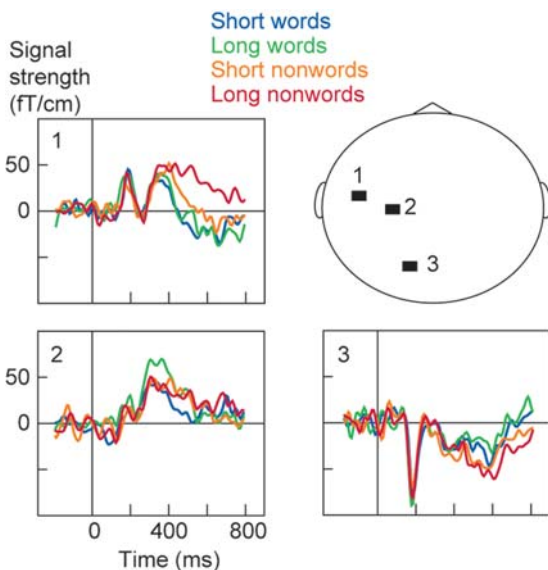 Short words
Long words
Short nonwords
Long nonwords
Signal
strength
(fT/cm)
1
50
0
1
2
3
2
50
0
3
0 400 800
Time (ms)